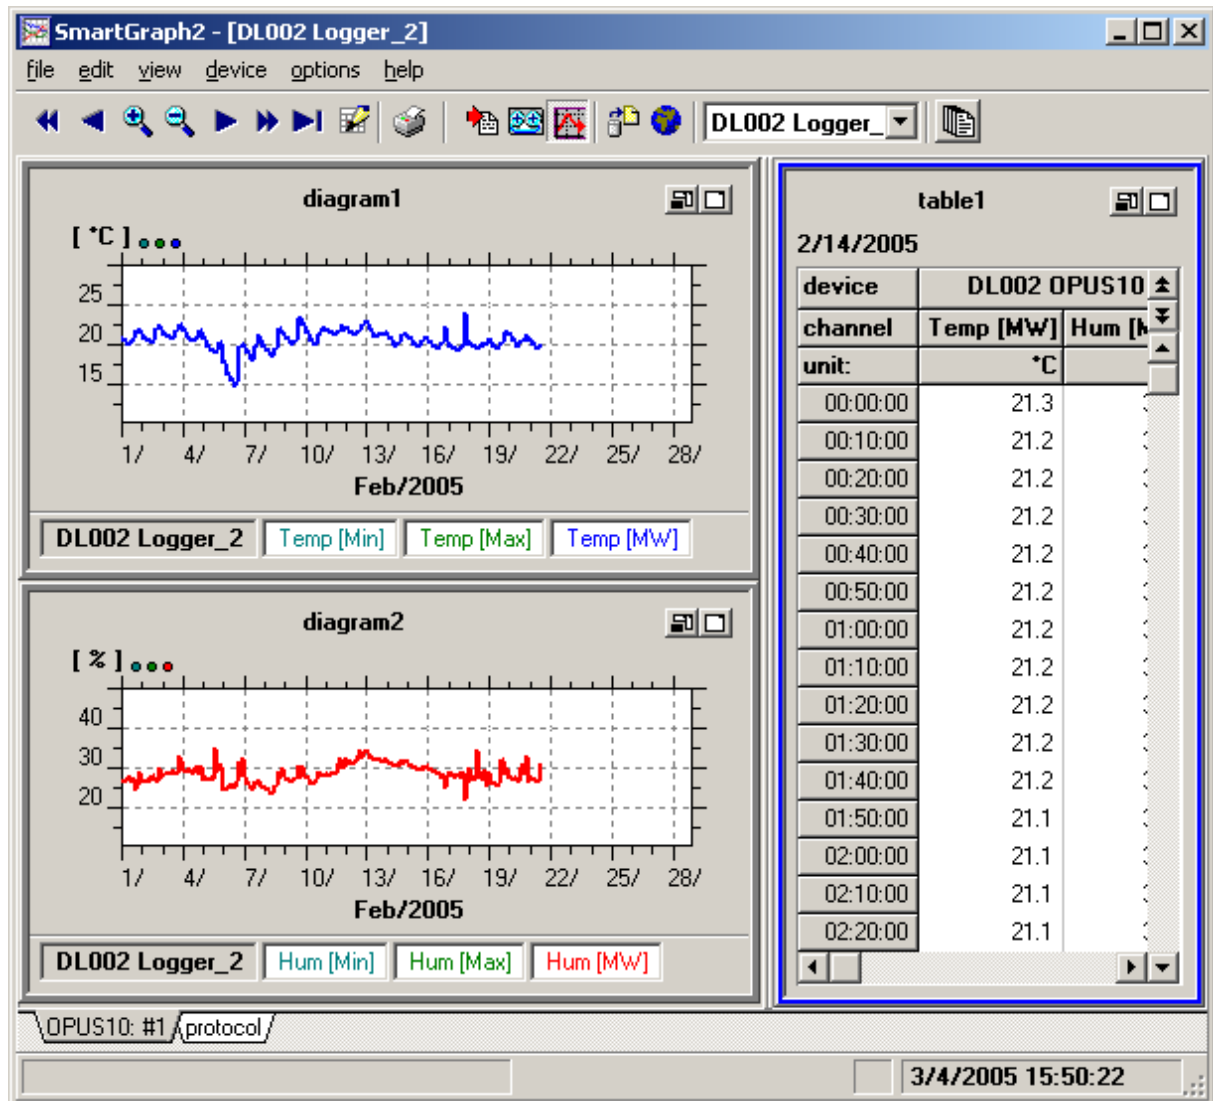 SmartGraph2 - [DL002 Logger_2]
file edit view device options help
DL002 Logger_
diagram1
[ °C ]
25
20
15
1/ 4/ 7/ 10/ 13/ 16/ 19/ 22/ 25/ 28/
Feb/2005
DL002 Logger_2 Temp [Min] Temp [Max] Temp [MW]
diagram2
[ % ]
40
30
20
1/ 4/ 7/ 10/ 13/ 16/ 19/ 22/ 25/ 28/
Feb/2005
DL002 Logger_2 Hum [Min] Hum [Max] Hum [MW]
table1
2/14/2005
device DL002 OPUS10
channel Temp [MW] Hum [M
unit: °C
00:00:00 21.3
00:10:00 21.2
00:20:00 21.2
00:30:00 21.2
00:40:00 21.2
00:50:00 21.2
01:00:00 21.2
01:10:00 21.2
01:20:00 21.2
01:30:00 21.2
01:40:00 21.2
01:50:00 21.1
02:00:00 21.1
02:10:00 21.1
02:20:00 21.1
OPUS10: #1 protocol
3/4/2005 15:50:22